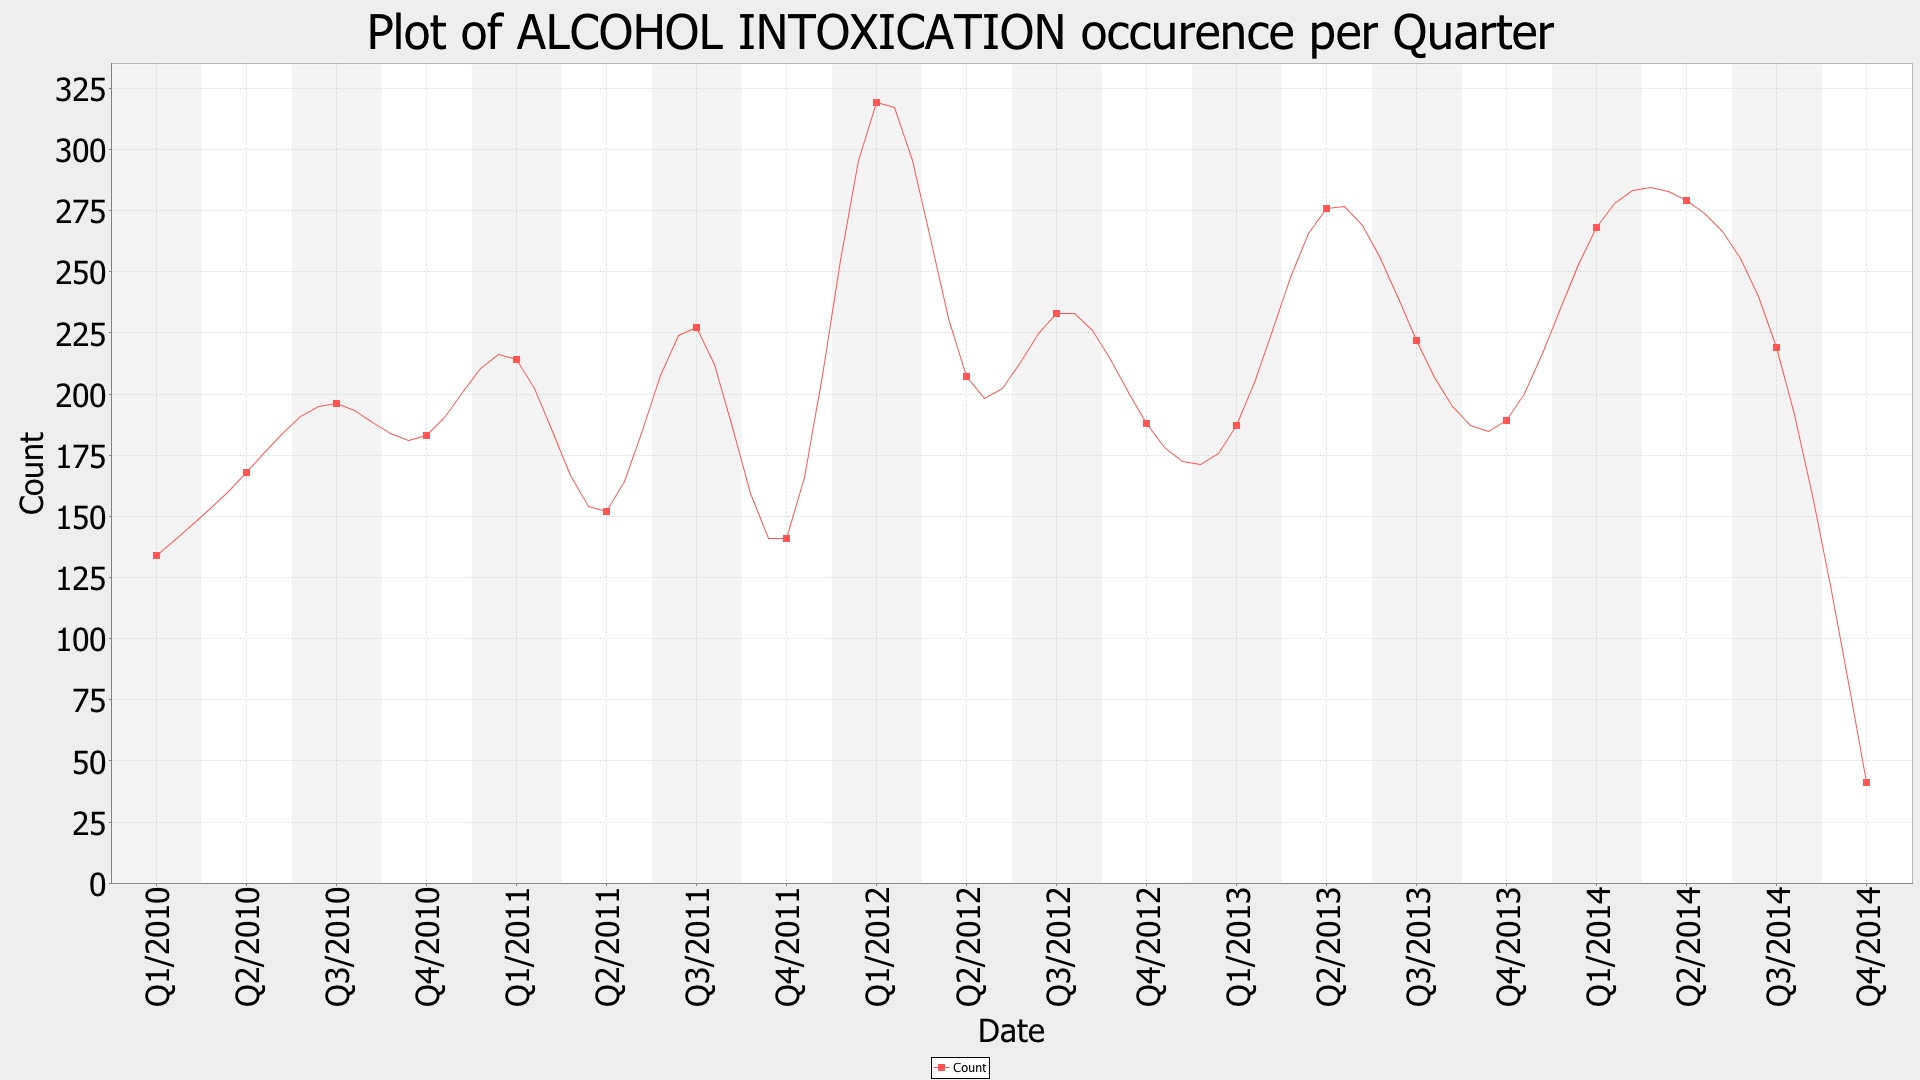 Plot of ALCOHOL INTOXICATION occurence per Quarter
Count
325
300
275
250
225
200
175
150
125
100
75
50
25
0
Q1/2010
Q2/2010
Q3/2010
Q4/2010
Q1/2011
Q2/2011
Q3/2011
Q4/2011
Q1/2012
Q2/2012
Q3/2012
Q4/2012
Q1/2013
Q2/2013
Q3/2013
Q4/2013
Q1/2014
Q2/2014
Q3/2014
Q4/2014
Date
Count